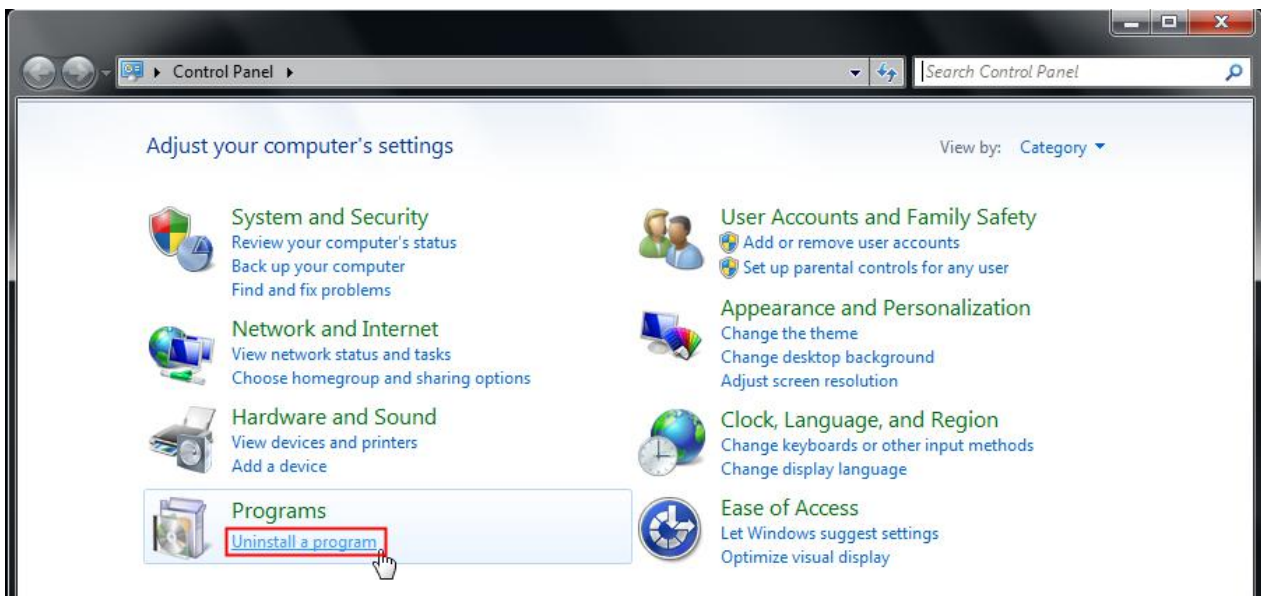 Control Panel
Search Control Panel
Adjust your computer's settings
View by: Category
System and Security
Review your computer's status
Back up your computer
Find and fix problems
Network and Internet
View network status and tasks
Choose homegroup and sharing options
Hardware and Sound
View devices and printers
Add a device
Programs
Uninstall a program
User Accounts and Family Safety
Add or remove user accounts
Set up parental controls for any user
Appearance and Personalization
Change the theme
Change desktop background
Adjust screen resolution
Clock, Language, and Region
Change keyboards or other input methods
Change display language
Ease of Access
Let Windows suggest settings
Optimize visual display